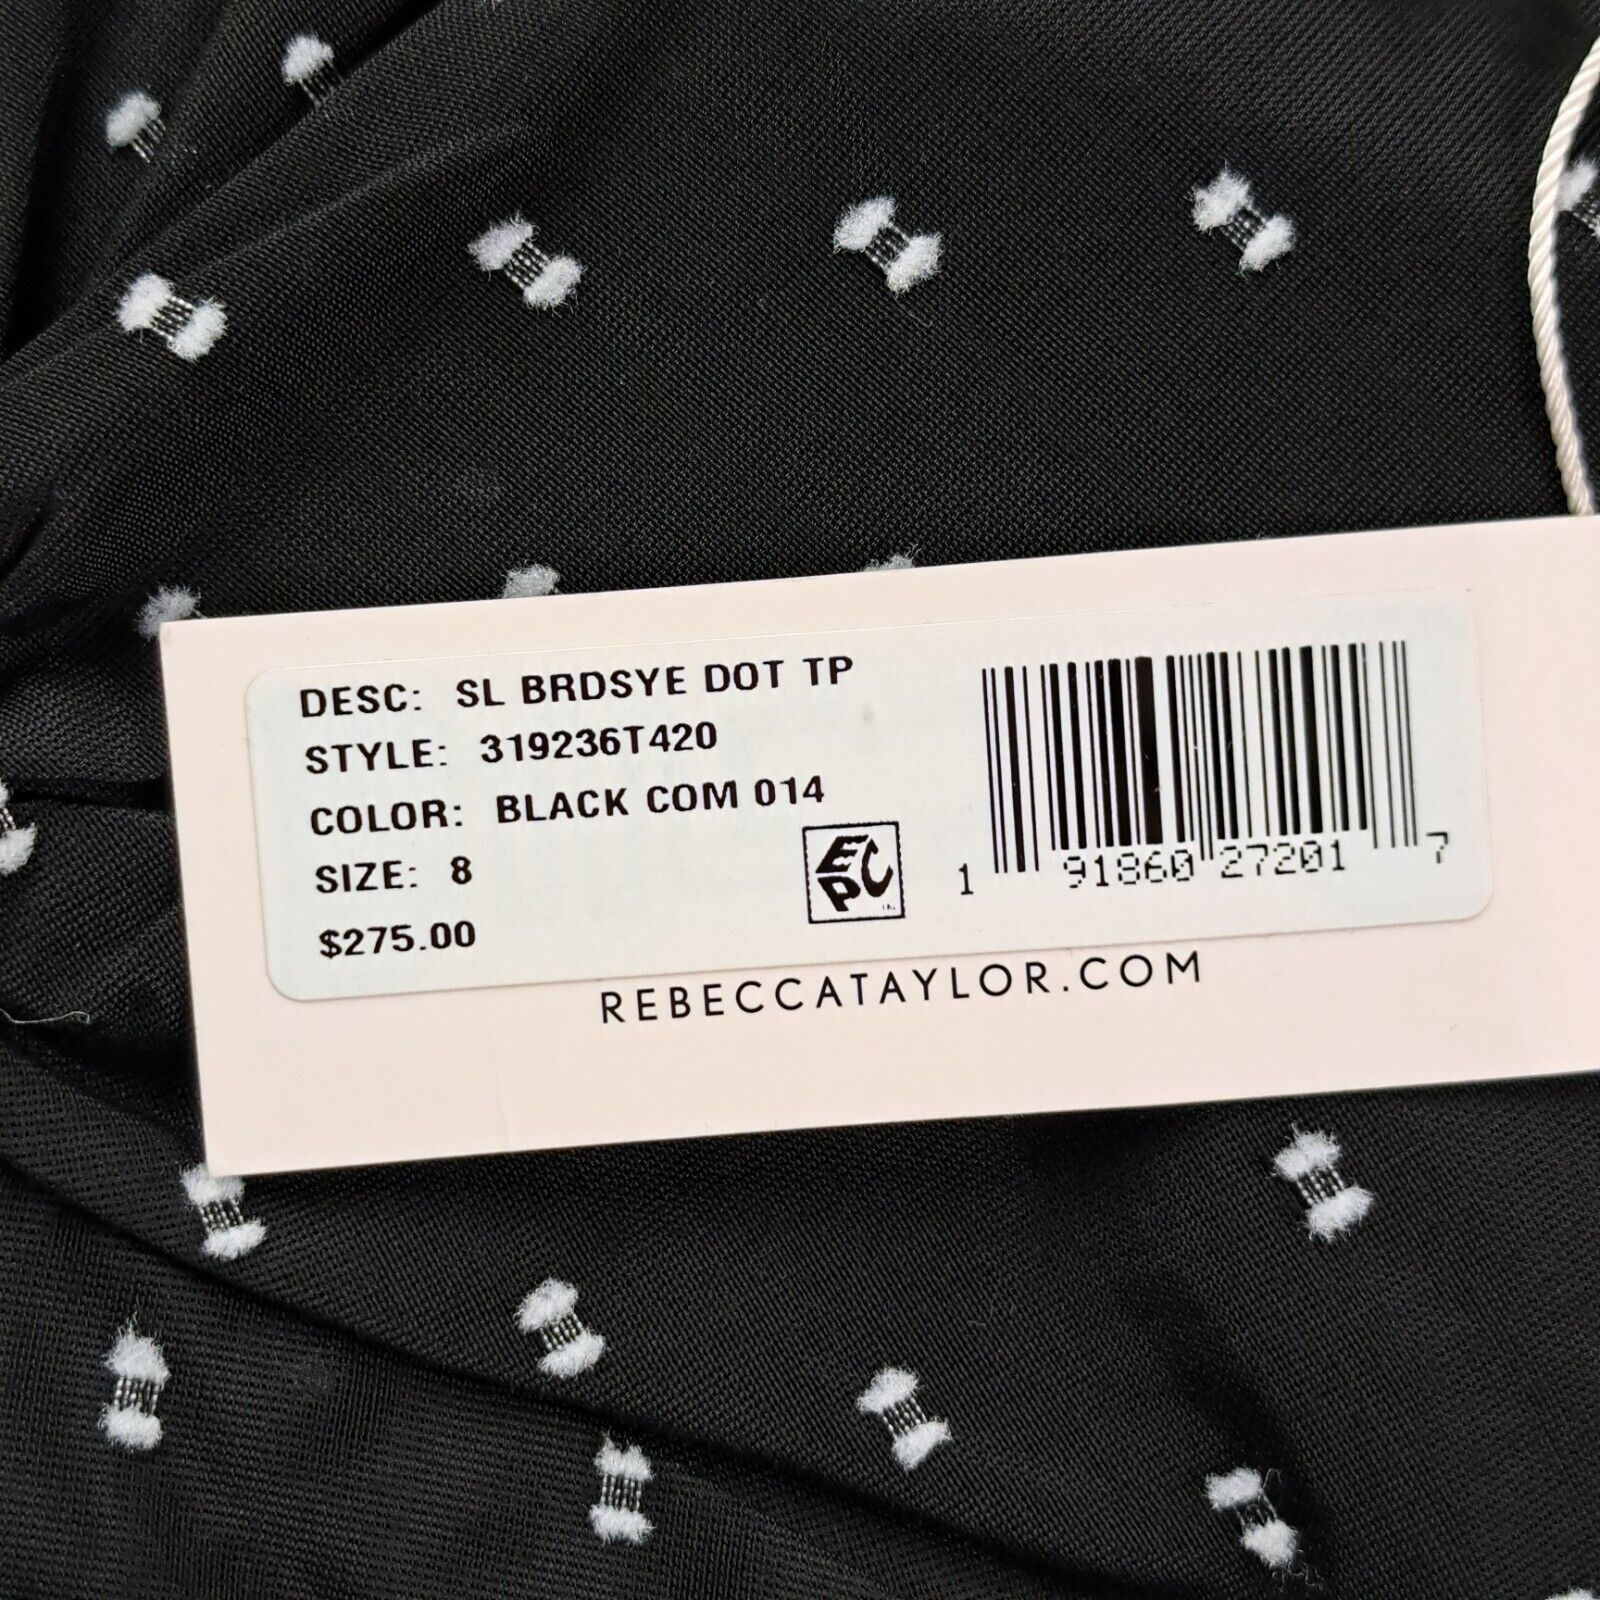 DESC: SL BRDSYE DOT TP
STYLE: 319236T420
COLOR: BLACK COM 014
SIZE: 8
$275.00
EPC
1 91860 27201 7
REBECCATAYLOR.COM